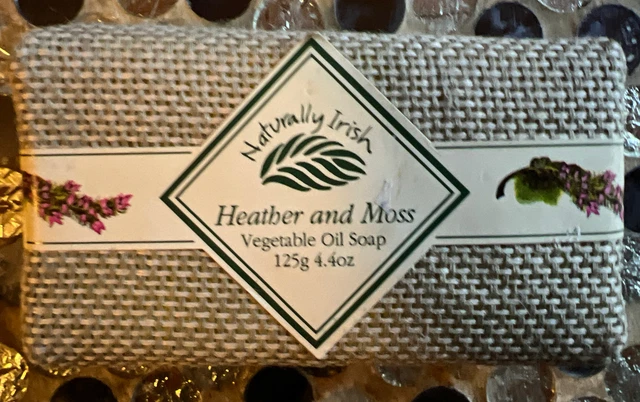 Naturally Irish
Heather and Moss
Vegetable Oil Soap
125g 4.4oz